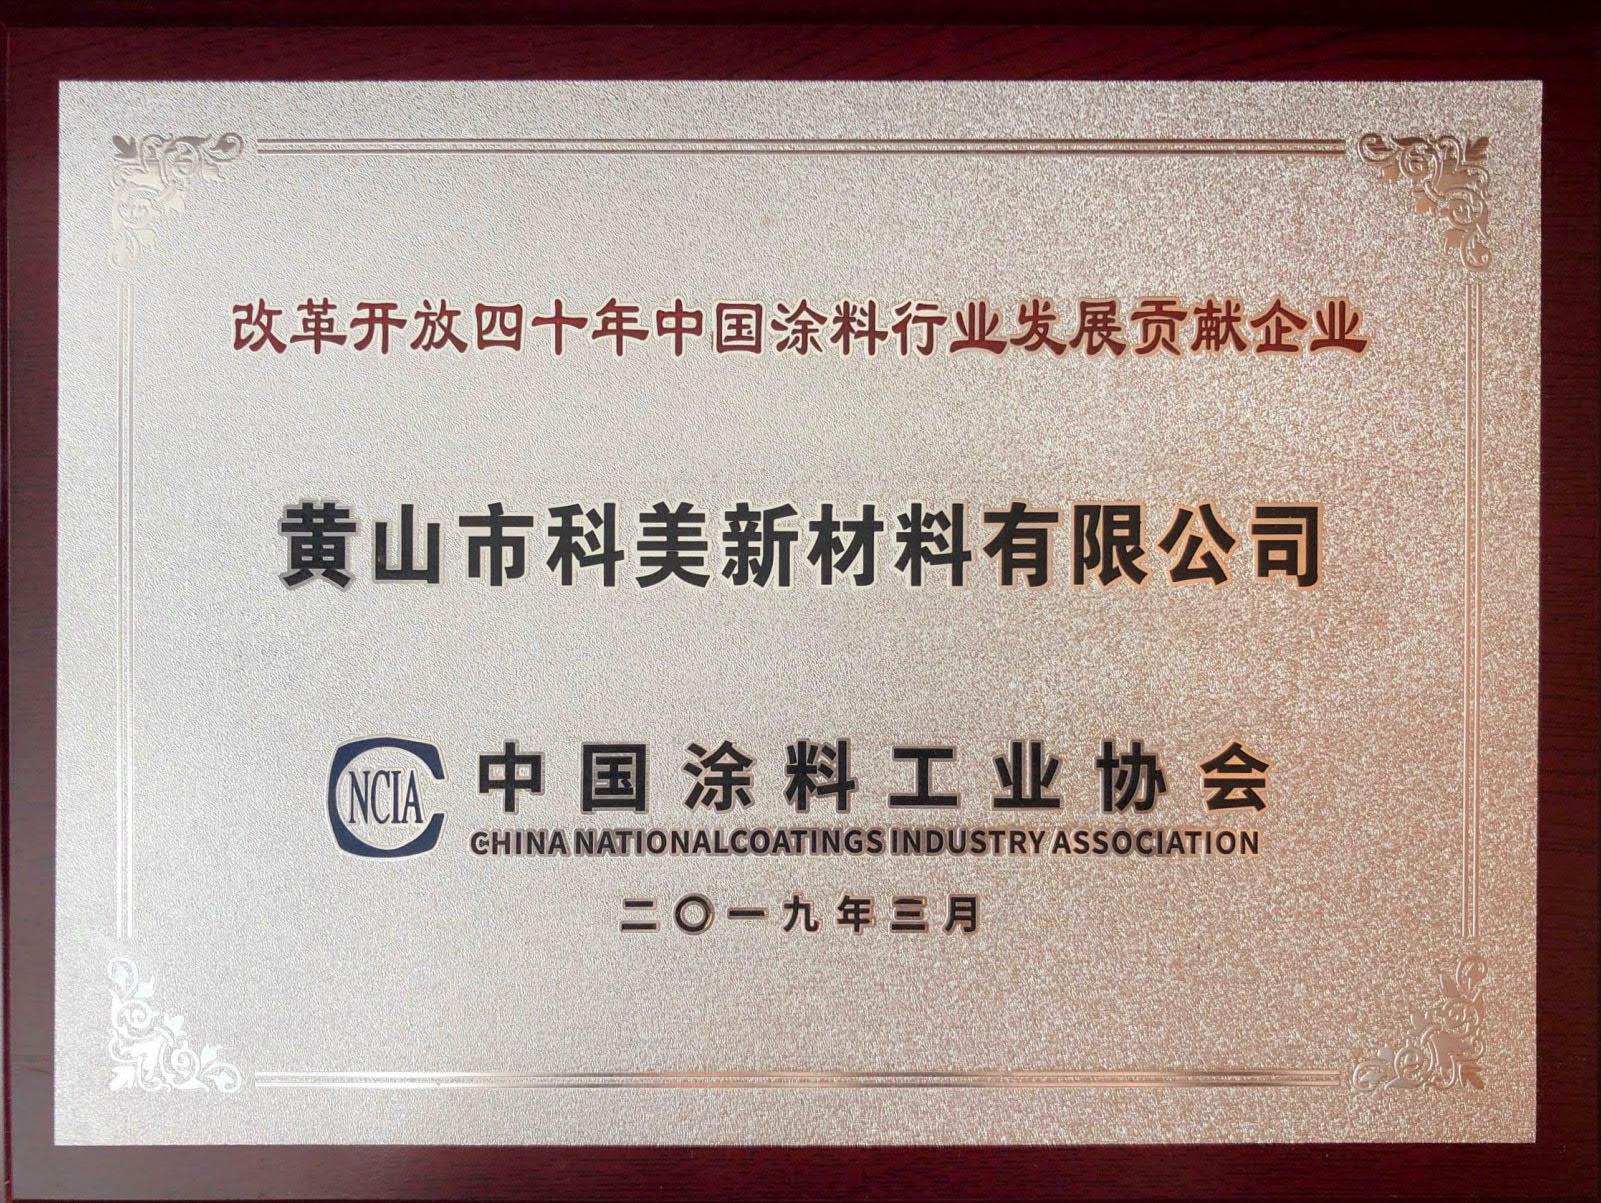 改革开放四十年中国涂料行业发展贡献企业
黄山市科美新材料有限公司
NCIA
中国涂料工业协会
CHINA NATIONALCOATINGS INDUSTRY ASSOCIATION
二〇一九年三月